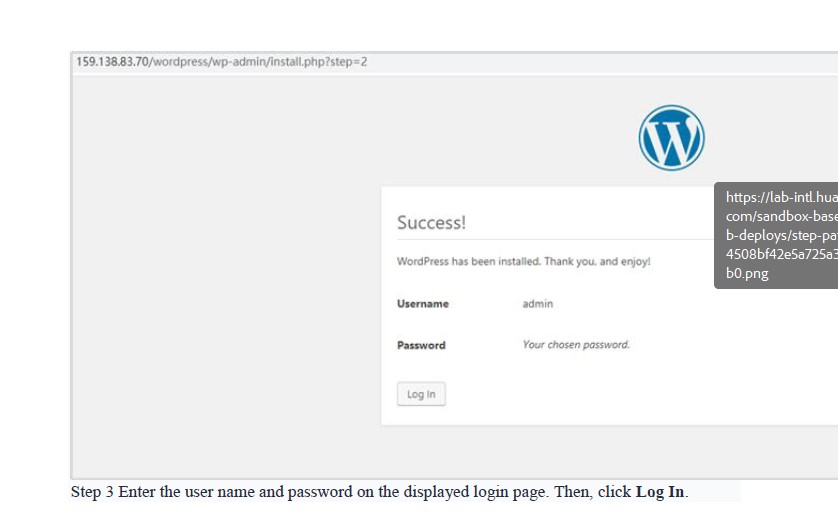 159.138.83.70/wordpress/wp-admin/install.php?step=2
Success!
WordPress has been installed. Thank you, and enjoy!
Username admin
Password Your chosen password.
Log In
https://lab-intl.hua
com/sandbox-base
b-deploys/step-pa
4508bf42e5a725a3
b0.png
Step 3 Enter the user name and password on the displayed login page. Then, click Log In.